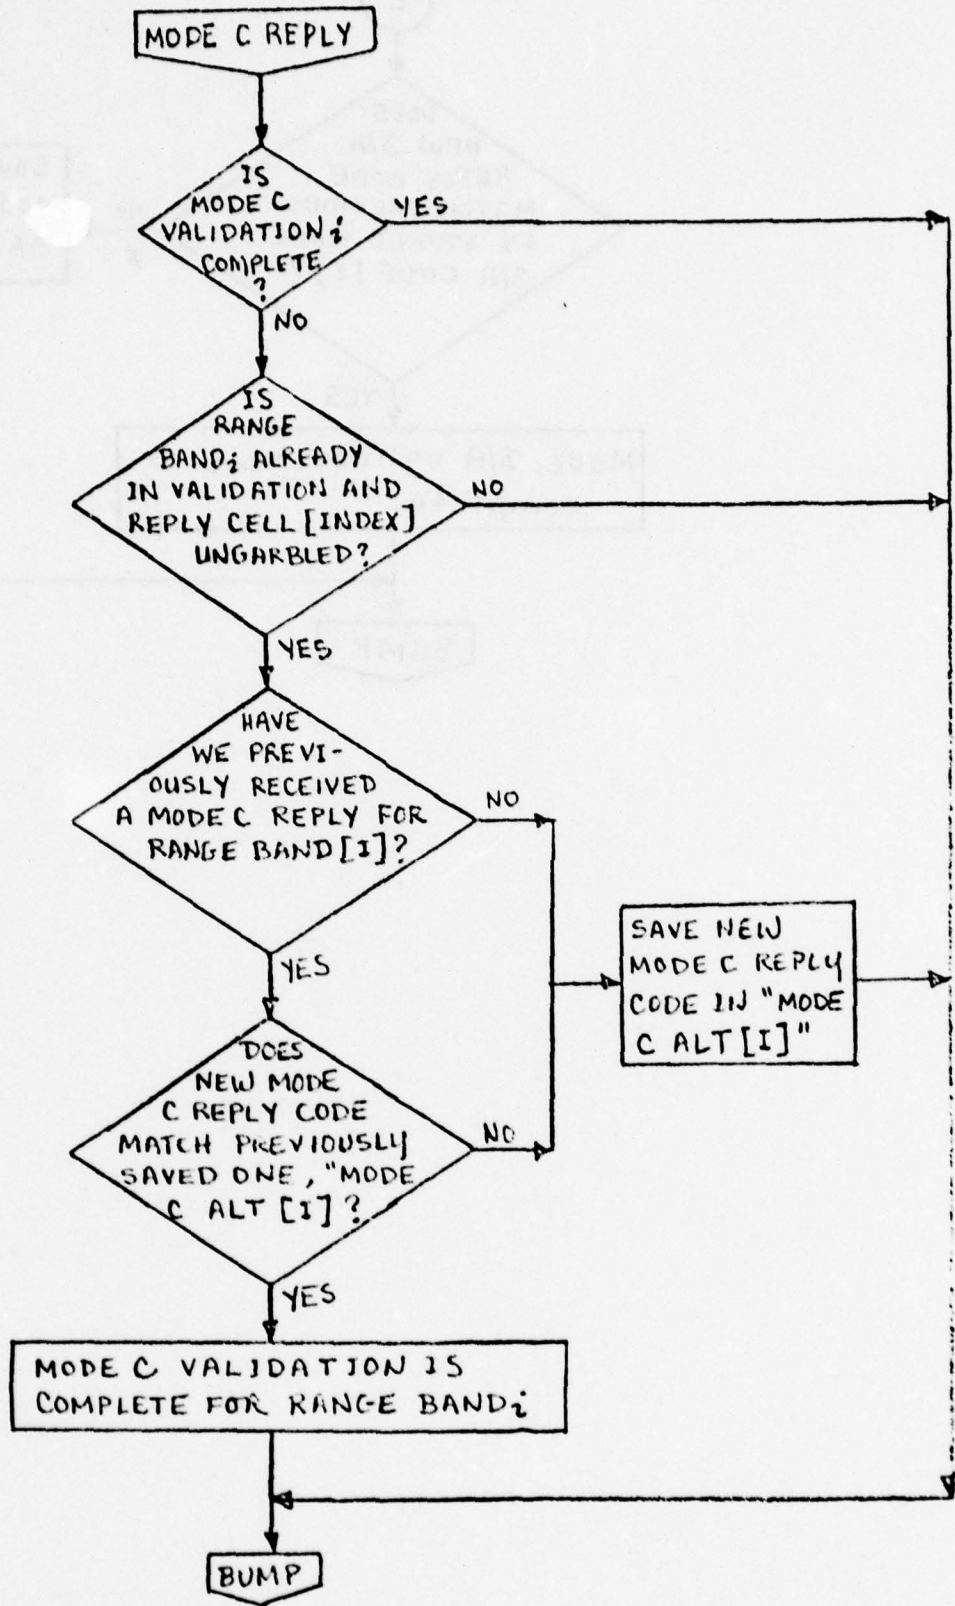 MODE C REPLY
IS
MODE C
VALIDATION i
COMPLETE
?
YES
NO
IS
RANGE
BAND i ALREADY
IN VALIDATION AND
REPLY CELL [INDEX]
UNGARBLED?
NO
YES
HAVE
WE PREVI-
OUSLY RECEIVED
A MODE C REPLY FOR
RANGE BAND [I]?
NO
YES
SAVE NEW
MODE C REPLY
CODE IN "MODE
C ALT [I]"
DOES
NEW MODE
C REPLY CODE
MATCH PREVIOUSLY
SAVED ONE, "MODE
C ALT [I] ?
NO
YES
MODE C VALIDATION IS
COMPLETE FOR RANGE BAND i
BUMP